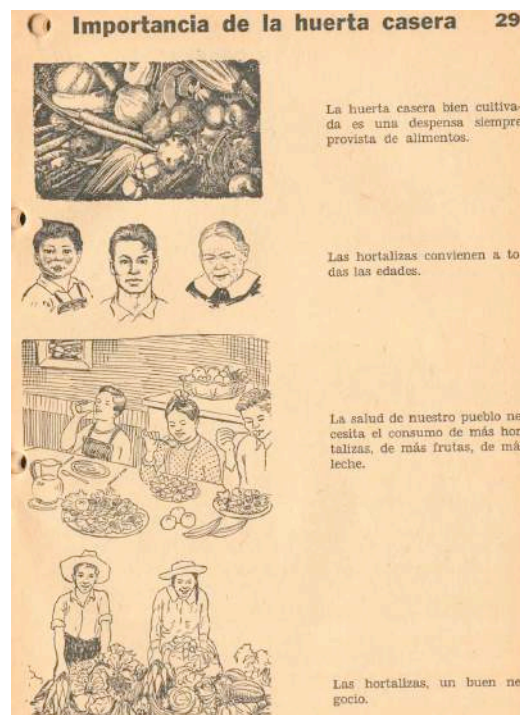 Importancia de la huerta casera 29
La huerta casera bien cultiva-
da es una despensa siempre
provista de alimentos.
Las hortalizas convienen a to
das las edades.
La salud de nuestro pueblo ne
cesita el consumo de más hor
talizas, de más frutas, de má
leche.
Las hortalizas, un buen ne
gocio.